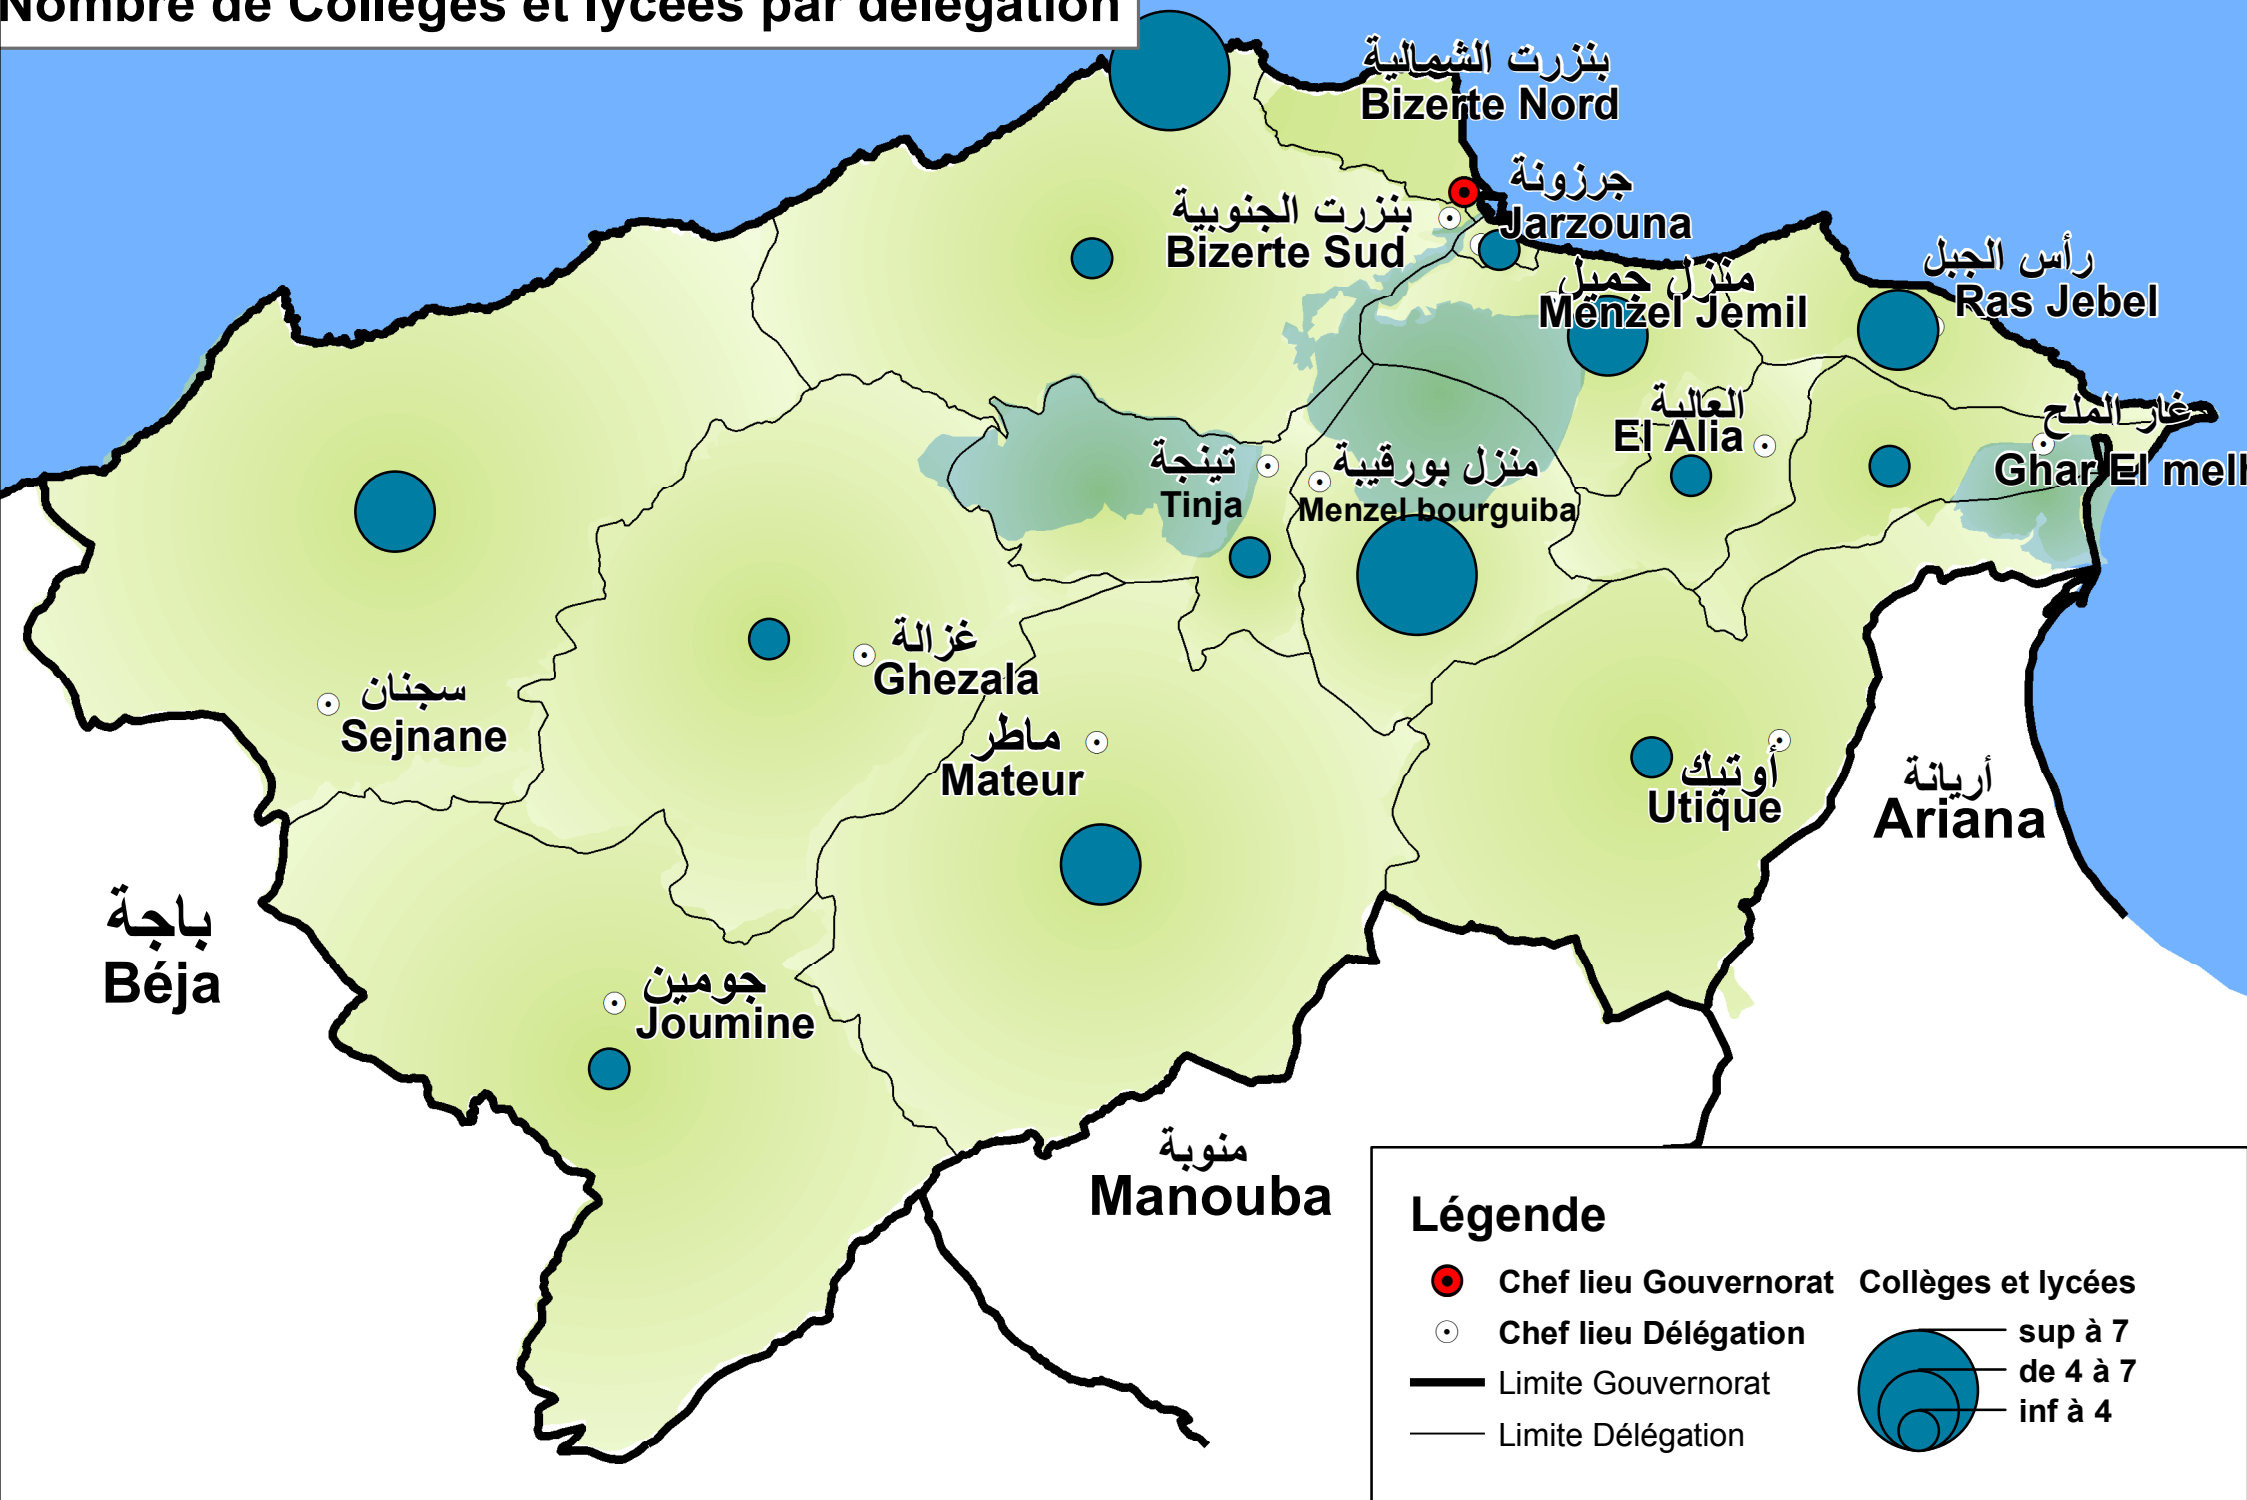 Nombre de Collèges et lycées par délégation
بنزرت الشمالية
Bizerte Nord
جرزونة
Jarzouna
بنزرت الجنوبية
Bizerte Sud
منزل جميل
Menzel Jemil
رأس الجبل
Ras Jebel
العالية
El Alia
غار الملح
Ghar El melh
تينجة
Tinja
منزل بورقيبة
Menzel bourguiba
غزالة
Ghezala
سجنان
Sejnane
ماطر
Mateur
أوتيك
Utique
أريانة
Ariana
باجة
Béja
جومين
Joumine
منوبة
Manouba
Légende
Chef lieu Gouvernorat
Chef lieu Délégation
Limite Gouvernorat
Limite Délégation
Collèges et lycées
sup à 7
de 4 à 7
inf à 4